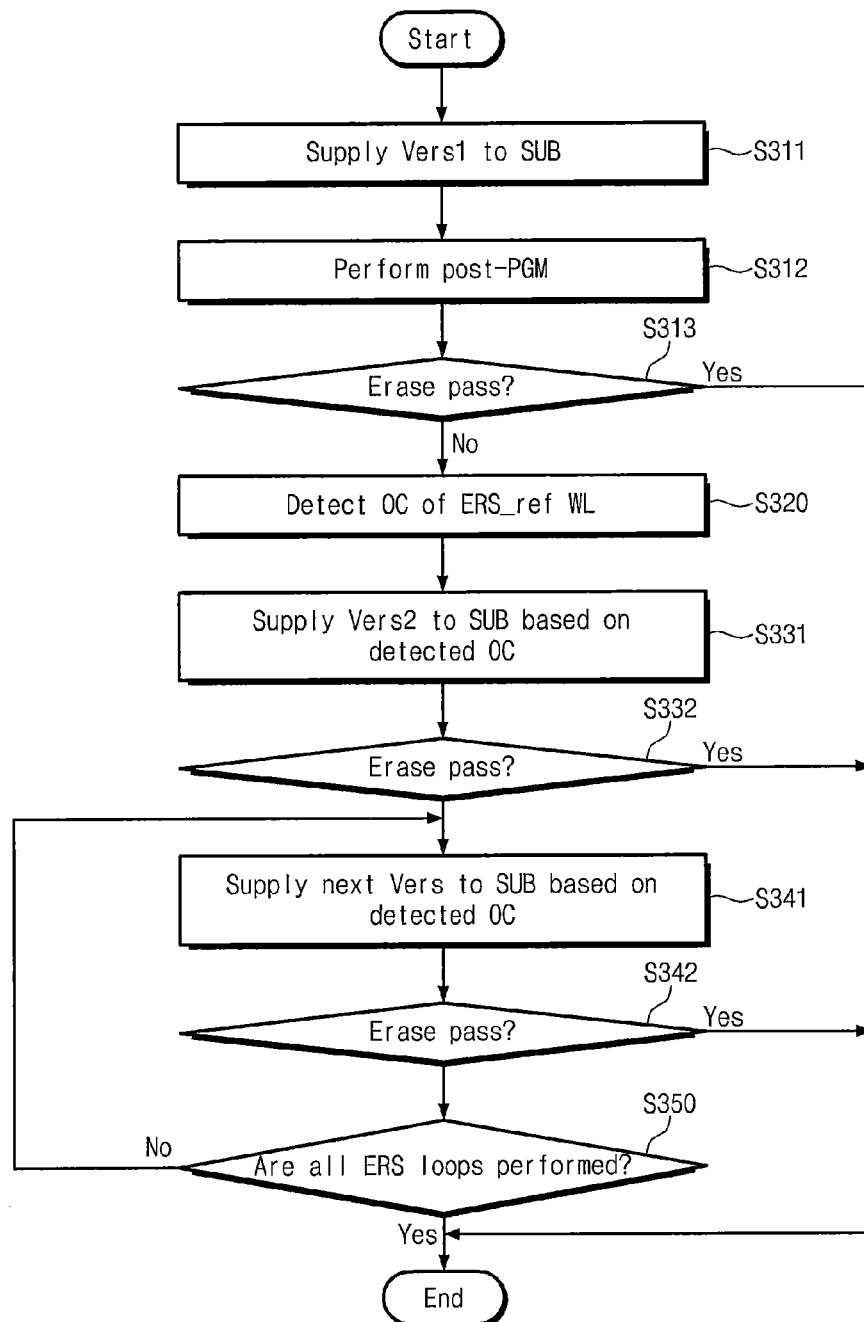 Start
Supply Vers1 to SUB
S311
Perform post-PGM
S312
S313
Erase pass?
Yes
No
Detect OC of ERS_ref WL
S320
Supply Vers2 to SUB based on
detected OC
S331
S332
Erase pass?
Yes
Supply next Vers to SUB based on
detected OC
S341
S342
Erase pass?
Yes
S350
No
Are all ERS loops performed?
Yes
End